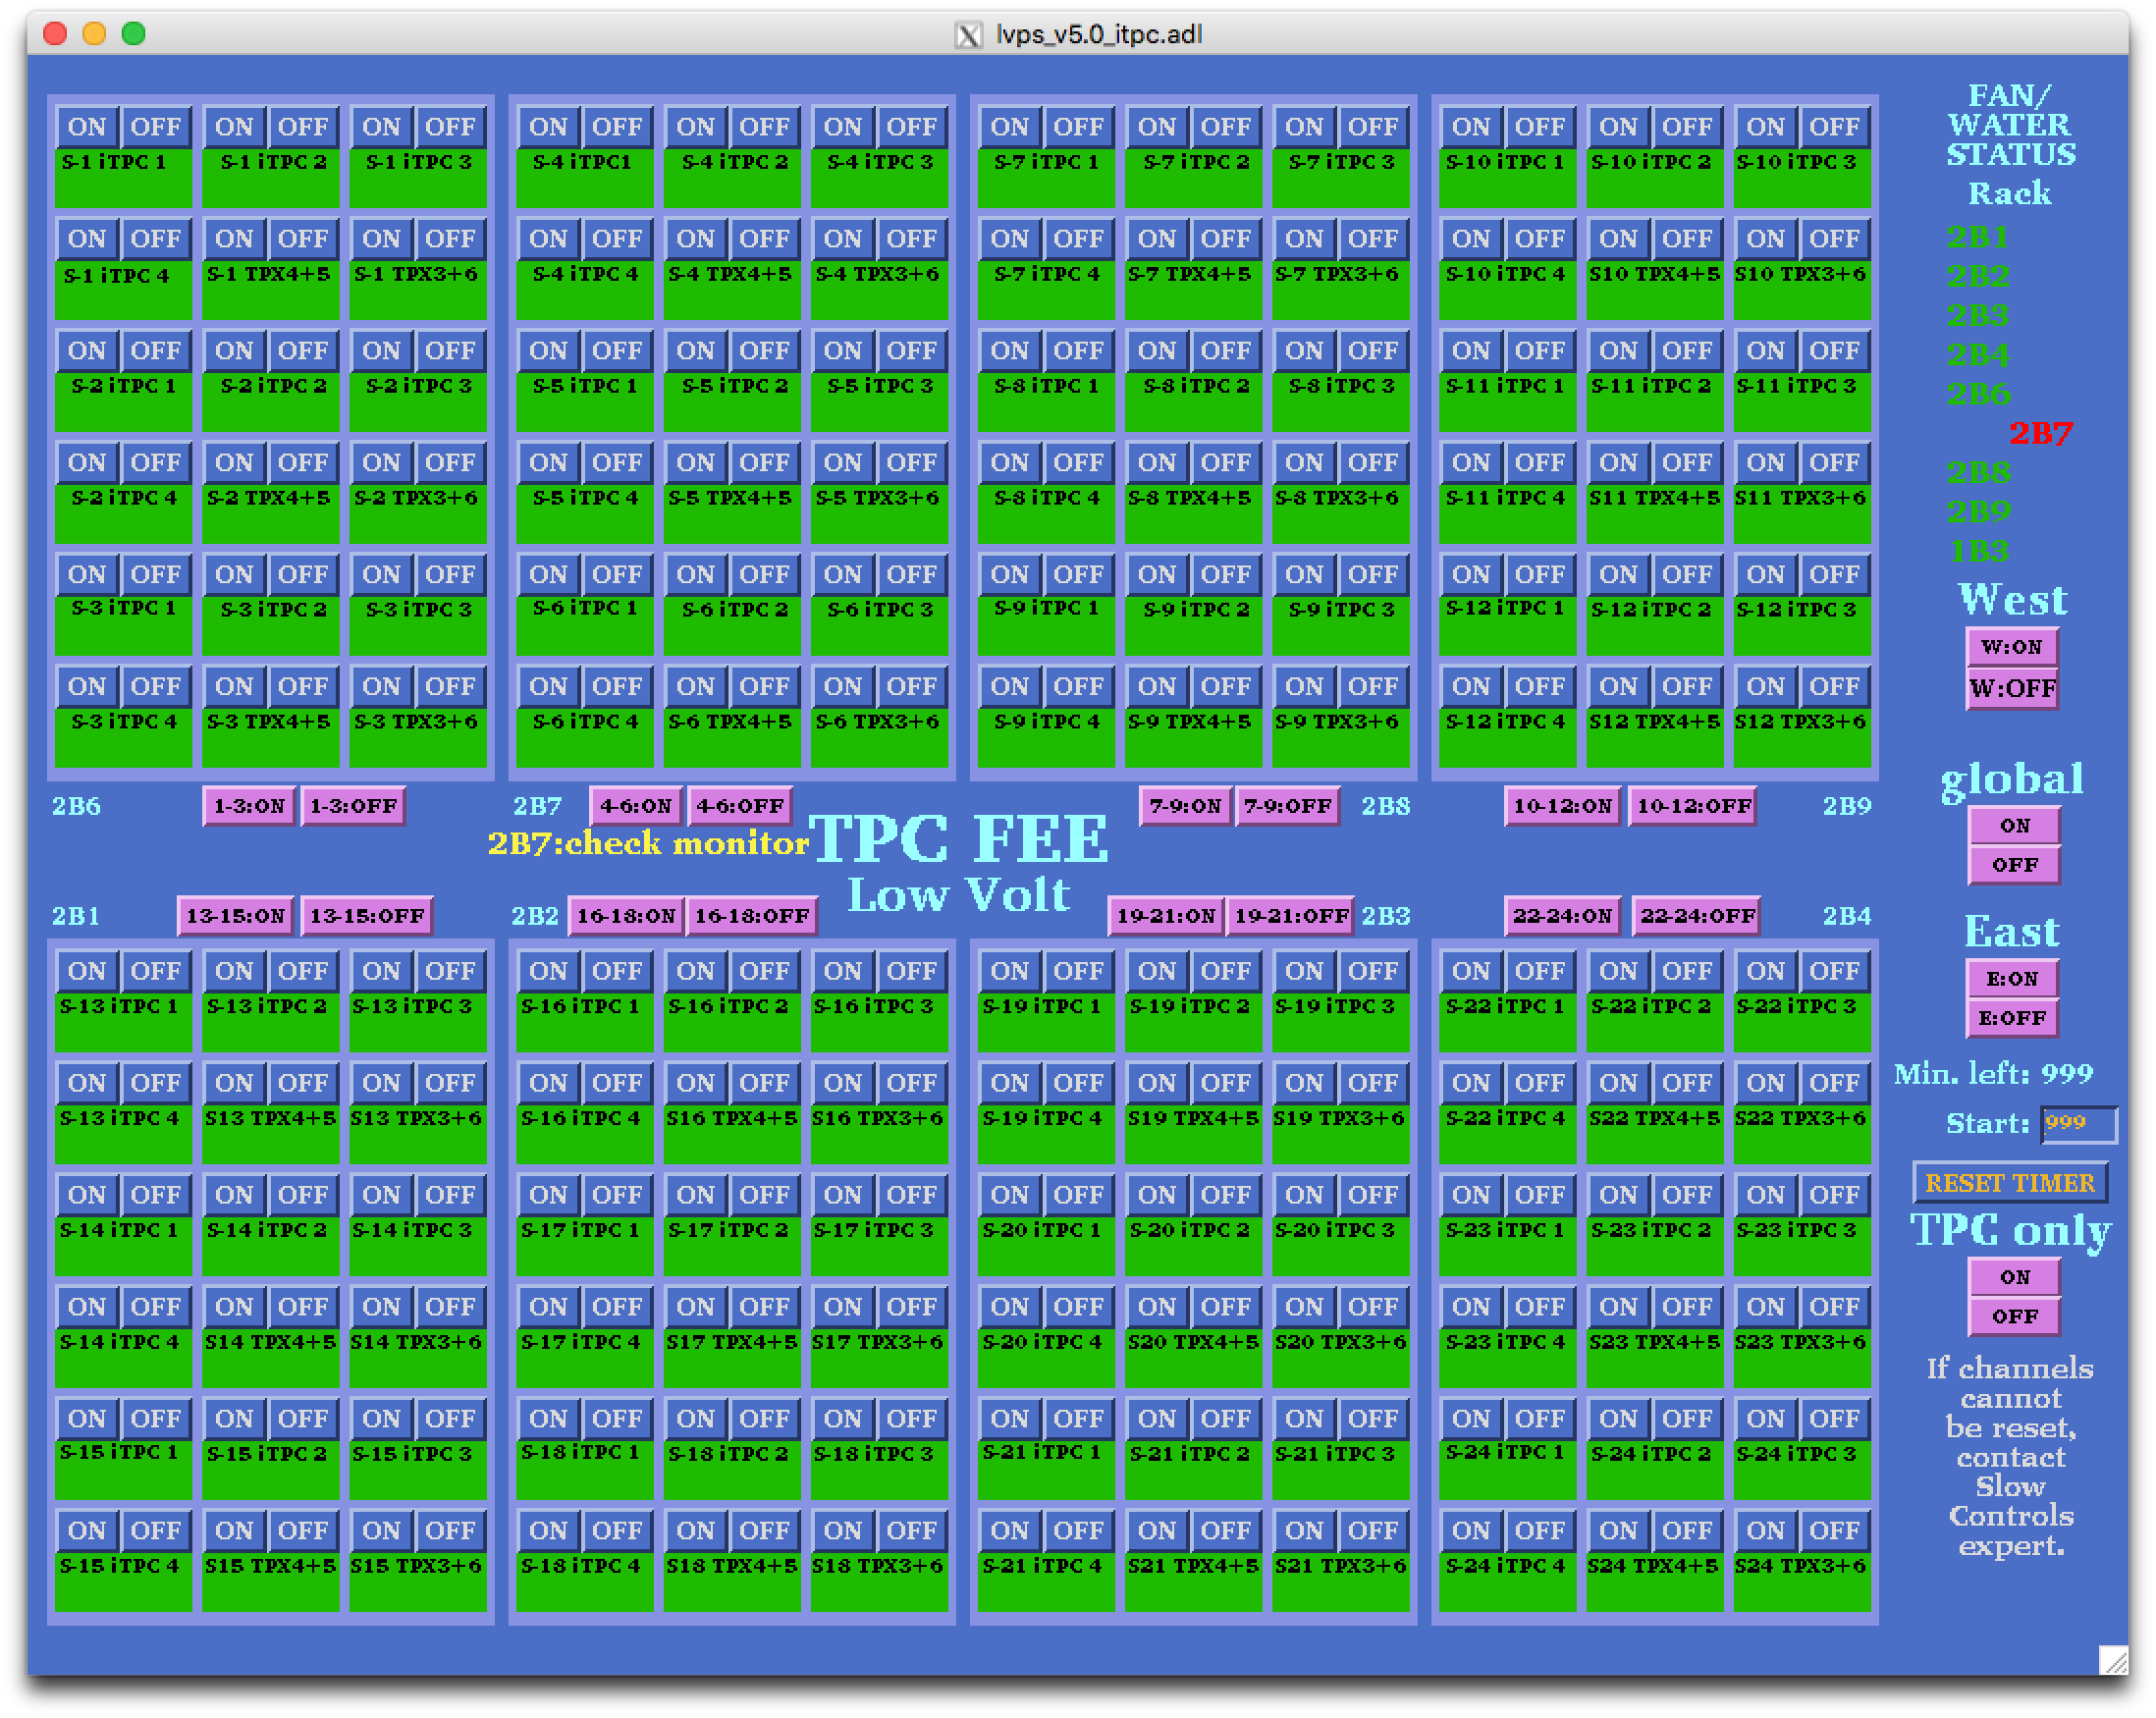 lvps_v5.0_itpc.adl
ON OFF ON OFF ON OFF ON OFF ON OFF ON OFF ON OFF ON OFF ON OFF ON OFF ON OFF ON OFF
S-1 iTPC 1 S-1 iTPC 2 S-1 iTPC 3 S-4 iTPC1 S-4 iTPC 2 S-4 iTPC 3 S-7 iTPC 1 S-7 iTPC 2 S-7 iTPC 3 S-10 iTPC 1 S-10 iTPC 2 S-10 iTPC 3
ON OFF ON OFF ON OFF ON OFF ON OFF ON OFF ON OFF ON OFF ON OFF ON OFF ON OFF ON OFF
S-1 iTPC 4 S-1 TPX4+5 S-1 TPX3+6 S-4 iTPC 4 S-4 TPX4+5 S-4 TPX3+6 S-7 iTPC 4 S-7 TPX4+5 S-7 TPX3+6 S-10 iTPC 4 S10 TPX4+5 S10 TPX3+6
ON OFF ON OFF ON OFF ON OFF ON OFF ON OFF ON OFF ON OFF ON OFF ON OFF ON OFF ON OFF
S-2 iTPC 1 S-2 iTPC 2 S-2 iTPC 3 S-5 iTPC 1 S-5 iTPC 2 S-5 iTPC 3 S-8 iTPC 1 S-8 iTPC 2 S-8 iTPC 3 S-11 iTPC 1 S-11 iTPC 2 S-11 iTPC 3
ON OFF ON OFF ON OFF ON OFF ON OFF ON OFF ON OFF ON OFF ON OFF ON OFF ON OFF ON OFF
S-2 iTPC 4 S-2 TPX4+5 S-2 TPX3+6 S-5 iTPC 4 S-5 TPX4+5 S-5 TPX3+6 S-8 iTPC 4 S-8 TPX4+5 S-8 TPX3+6 S-11 iTPC 4 S11 TPX4+5 S11 TPX3+6
ON OFF ON OFF ON OFF ON OFF ON OFF ON OFF ON OFF ON OFF ON OFF ON OFF ON OFF ON OFF
S-3 iTPC 1 S-3 iTPC 2 S-3 iTPC 3 S-6 iTPC 1 S-6 iTPC 2 S-6 iTPC 3 S-9 iTPC 1 S-9 iTPC 2 S-9 iTPC 3 S-12 iTPC 1 S-12 iTPC 2 S-12 iTPC 3
ON OFF ON OFF ON OFF ON OFF ON OFF ON OFF ON OFF ON OFF ON OFF ON OFF ON OFF ON OFF
S-3 iTPC 4 S-3 TPX4+5 S-3 TPX3+6 S-6 iTPC 4 S-6 TPX4+5 S-6 TPX3+6 S-9 iTPC 4 S-9 TPX4+5 S-9 TPX3+6 S-12 iTPC 4 S12 TPX4+5 S12 TPX3+6
2B6 1-3:ON 1-3:OFF 2B7 4-6:ON 4-6:OFF 7-9:ON 7-9:OFF 2B8 10-12:ON 10-12:OFF 2B9
2B7:check monitor
TPC FEE
Low Volt
2B1 13-15:ON 13-15:OFF 2B2 16-18:ON 16-18:OFF 19-21:ON 19-21:OFF 2B3 22-24:ON 22-24:OFF 2B4
ON OFF ON OFF ON OFF ON OFF ON OFF ON OFF ON OFF ON OFF ON OFF ON OFF ON OFF ON OFF
S-13 iTPC 1 S-13 iTPC 2 S-13 iTPC 3 S-16 iTPC 1 S-16 iTPC 2 S-16 iTPC 3 S-19 iTPC 1 S-19 iTPC 2 S-19 iTPC 3 S-22 iTPC 1 S-22 iTPC 2 S-22 iTPC 3
ON OFF ON OFF ON OFF ON OFF ON OFF ON OFF ON OFF ON OFF ON OFF ON OFF ON OFF ON OFF
S-13 iTPC 4 S13 TPX4+5 S13 TPX3+6 S-16 iTPC 4 S16 TPX4+5 S16 TPX3+6 S-19 iTPC 4 S19 TPX4+5 S19 TPX3+6 S-22 iTPC 4 S22 TPX4+5 S22 TPX3+6
ON OFF ON OFF ON OFF ON OFF ON OFF ON OFF ON OFF ON OFF ON OFF ON OFF ON OFF ON OFF
S-14 iTPC 1 S-14 iTPC 2 S-14 iTPC 3 S-17 iTPC 1 S-17 iTPC 2 S-17 iTPC 3 S-20 iTPC 1 S-20 iTPC 2 S-20 iTPC 3 S-23 iTPC 1 S-23 iTPC 2 S-23 iTPC 3
ON OFF ON OFF ON OFF ON OFF ON OFF ON OFF ON OFF ON OFF ON OFF ON OFF ON OFF ON OFF
S-14 iTPC 4 S14 TPX4+5 S14 TPX3+6 S-17 iTPC 4 S17 TPX4+5 S17 TPX3+6 S-20 iTPC 4 S20 TPX4+5 S20 TPX3+6 S-23 iTPC 4 S23 TPX4+5 S23 TPX3+6
ON OFF ON OFF ON OFF ON OFF ON OFF ON OFF ON OFF ON OFF ON OFF ON OFF ON OFF ON OFF
S-15 iTPC 1 S-15 iTPC 2 S-15 iTPC 3 S-18 iTPC 1 S-18 iTPC 2 S-18 iTPC 3 S-21 iTPC 1 S-21 iTPC 2 S-21 iTPC 3 S-24 iTPC 1 S-24 iTPC 2 S-24 iTPC 3
ON OFF ON OFF ON OFF ON OFF ON OFF ON OFF ON OFF ON OFF ON OFF ON OFF ON OFF ON OFF
S-15 iTPC 4 S15 TPX4+5 S15 TPX3+6 S-18 iTPC 4 S18 TPX4+5 S18 TPX3+6 S-21 iTPC 4 S21 TPX4+5 S21 TPX3+6 S-24 iTPC 4 S24 TPX4+5 S24 TPX3+6
FAN/
WATER
STATUS
Rack
2B1
2B2
2B3
2B4
2B6
2B7
2B8
2B9
1B3
West
W:ON
W:OFF
global
ON
OFF
East
E:ON
E:OFF
Min. left: 999
Start: 999
RESET TIMER
TPC only
ON
OFF
If channels
cannot
be reset,
contact
Slow
Controls
expert.